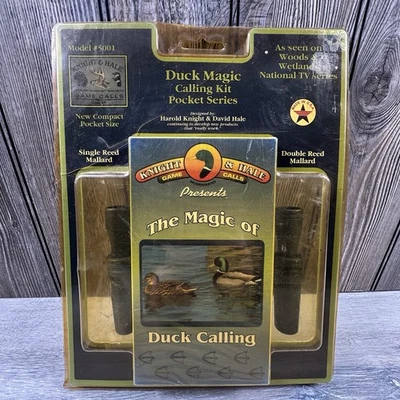 Model #5001
KNIGHT & HALE
GAME CALLS
New Compact
Pocket Size
Duck Magic
Calling Kit
Pocket Series
Designed by
Harold Knight & David Hale
continuing to develop new products
that "really work."
As seen on
Woods &
Wetlands
National TV series
Single Reed
Mallard
Double Reed
Mallard
KNIGHT & HALE
GAME CALLS
Presents
The Magic of
Duck Calling